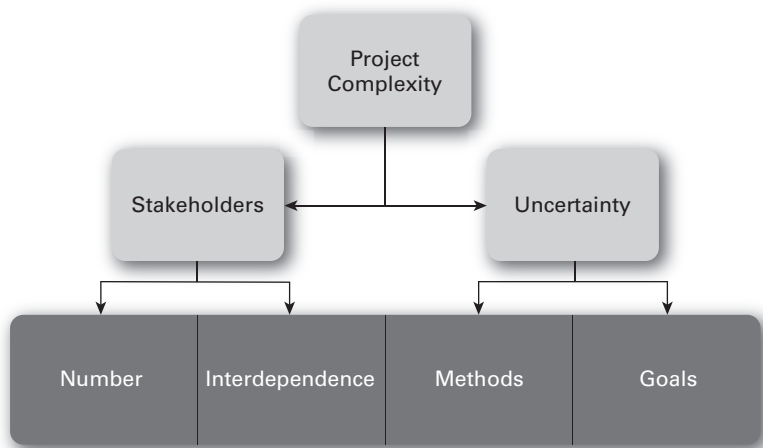 Project
Complexity
Stakeholders
Uncertainty
Number
Interdependence
Methods
Goals